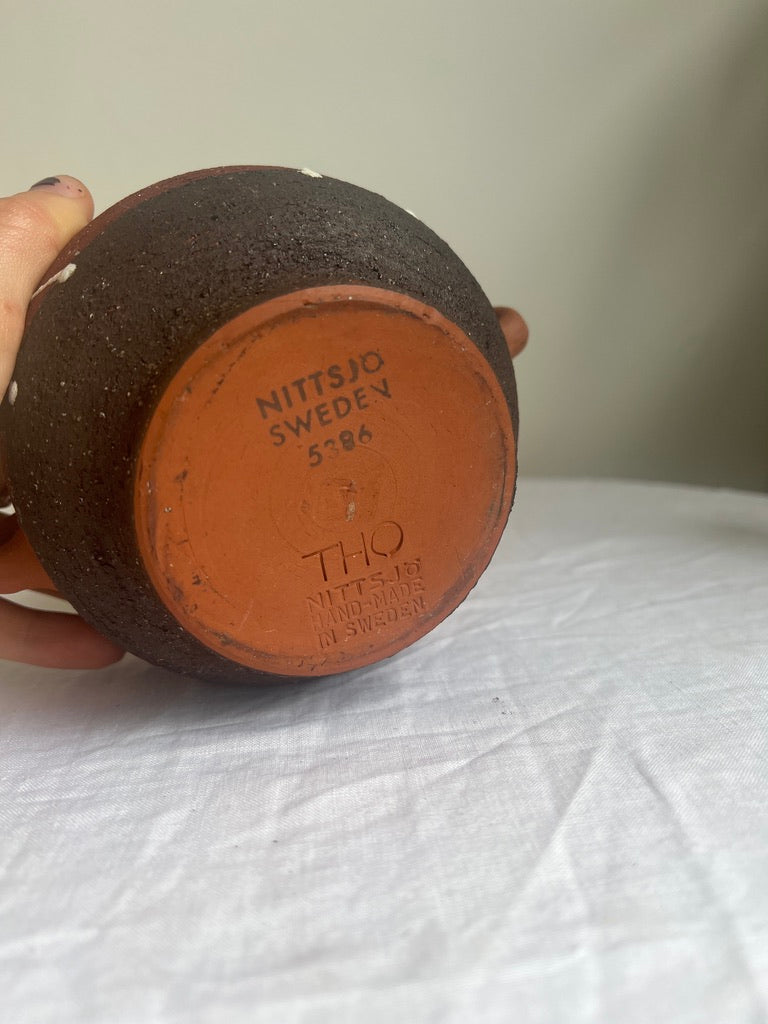 NITTSJÖ
SWEDEN
5386
THO
NITTSJÖ
HAND-MADE
IN SWEDEN